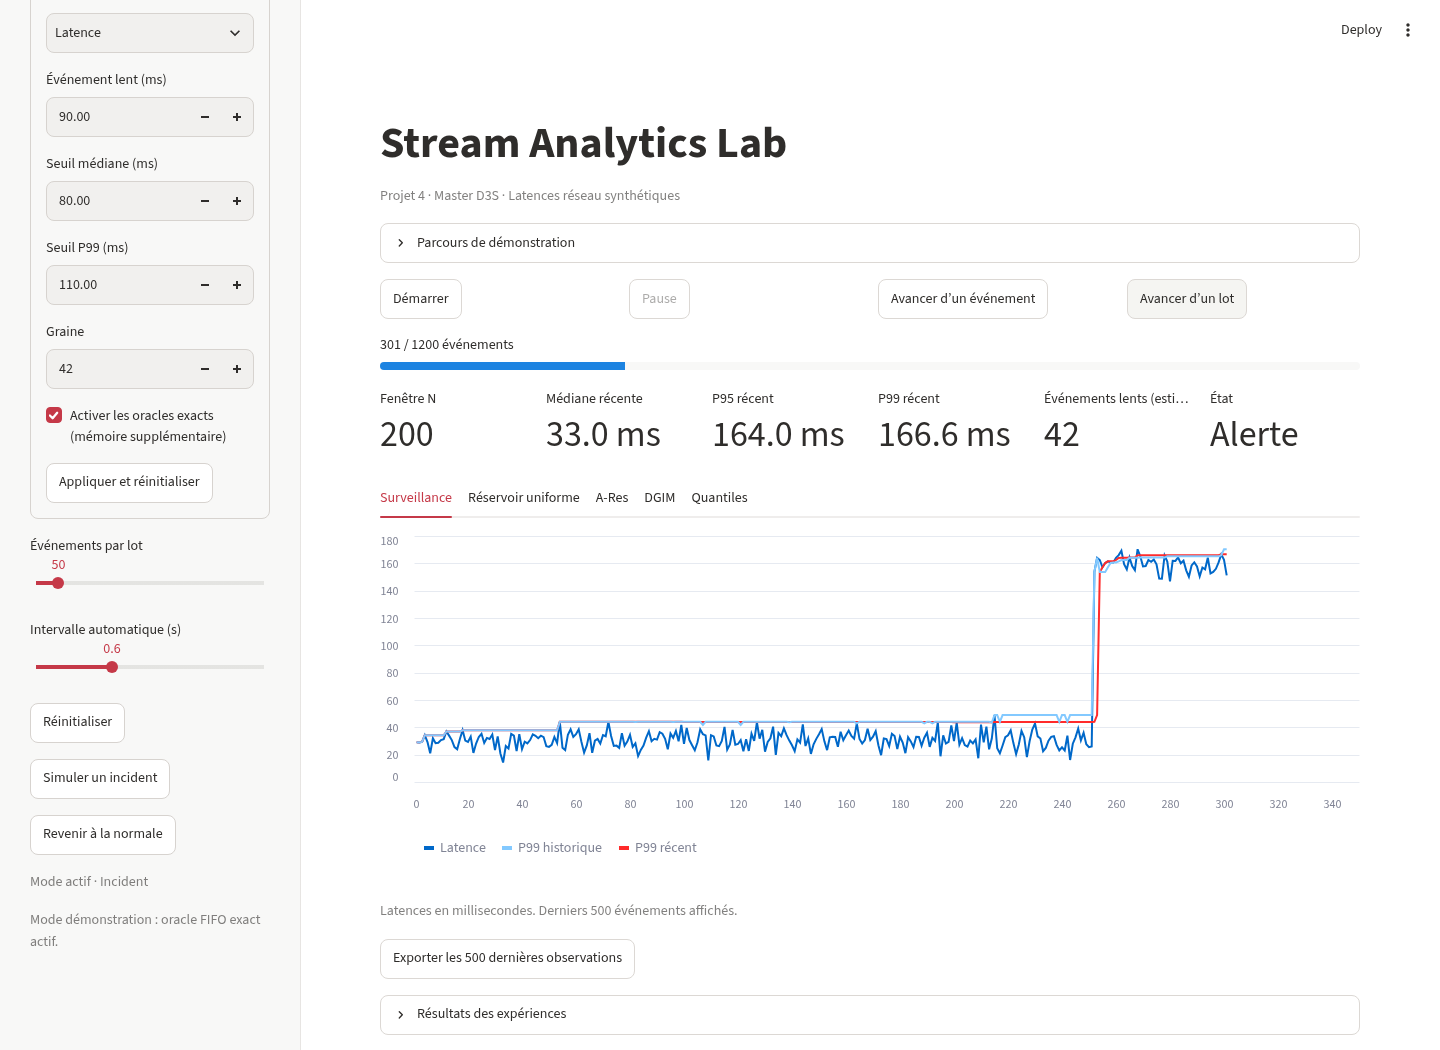 Latence
Événement lent (ms)
90.00
Seuil médiane (ms)
80.00
Seuil P99 (ms)
110.00
Graine
42
Activer les oracles exacts
(mémoire supplémentaire)
Appliquer et réinitialiser
Événements par lot
50
Intervalle automatique (s)
0.6
Réinitialiser
Simuler un incident
Revenir à la normale
Mode actif · Incident
Mode démonstration : oracle FIFO exact
actif.
Deploy
Stream Analytics Lab
Projet 4 · Master D3S · Latences réseau synthétiques
Parcours de démonstration
Démarrer
Pause
Avancer d’un événement
Avancer d’un lot
301 / 1200 événements
Fenêtre N
Médiane récente
P95 récent
P99 récent
Événements lents (esti…
État
200
33.0 ms
164.0 ms
166.6 ms
42
Alerte
Surveillance
Réservoir uniforme
A-Res
DGIM
Quantiles
180
160
140
120
100
80
60
40
20
0
0 20 40 60 80 100 120 140 160 180 200 220 240 260 280 300 320 340
Latence P99 historique P99 récent
Latences en millisecondes. Derniers 500 événements affichés.
Exporter les 500 dernières observations
Résultats des expériences